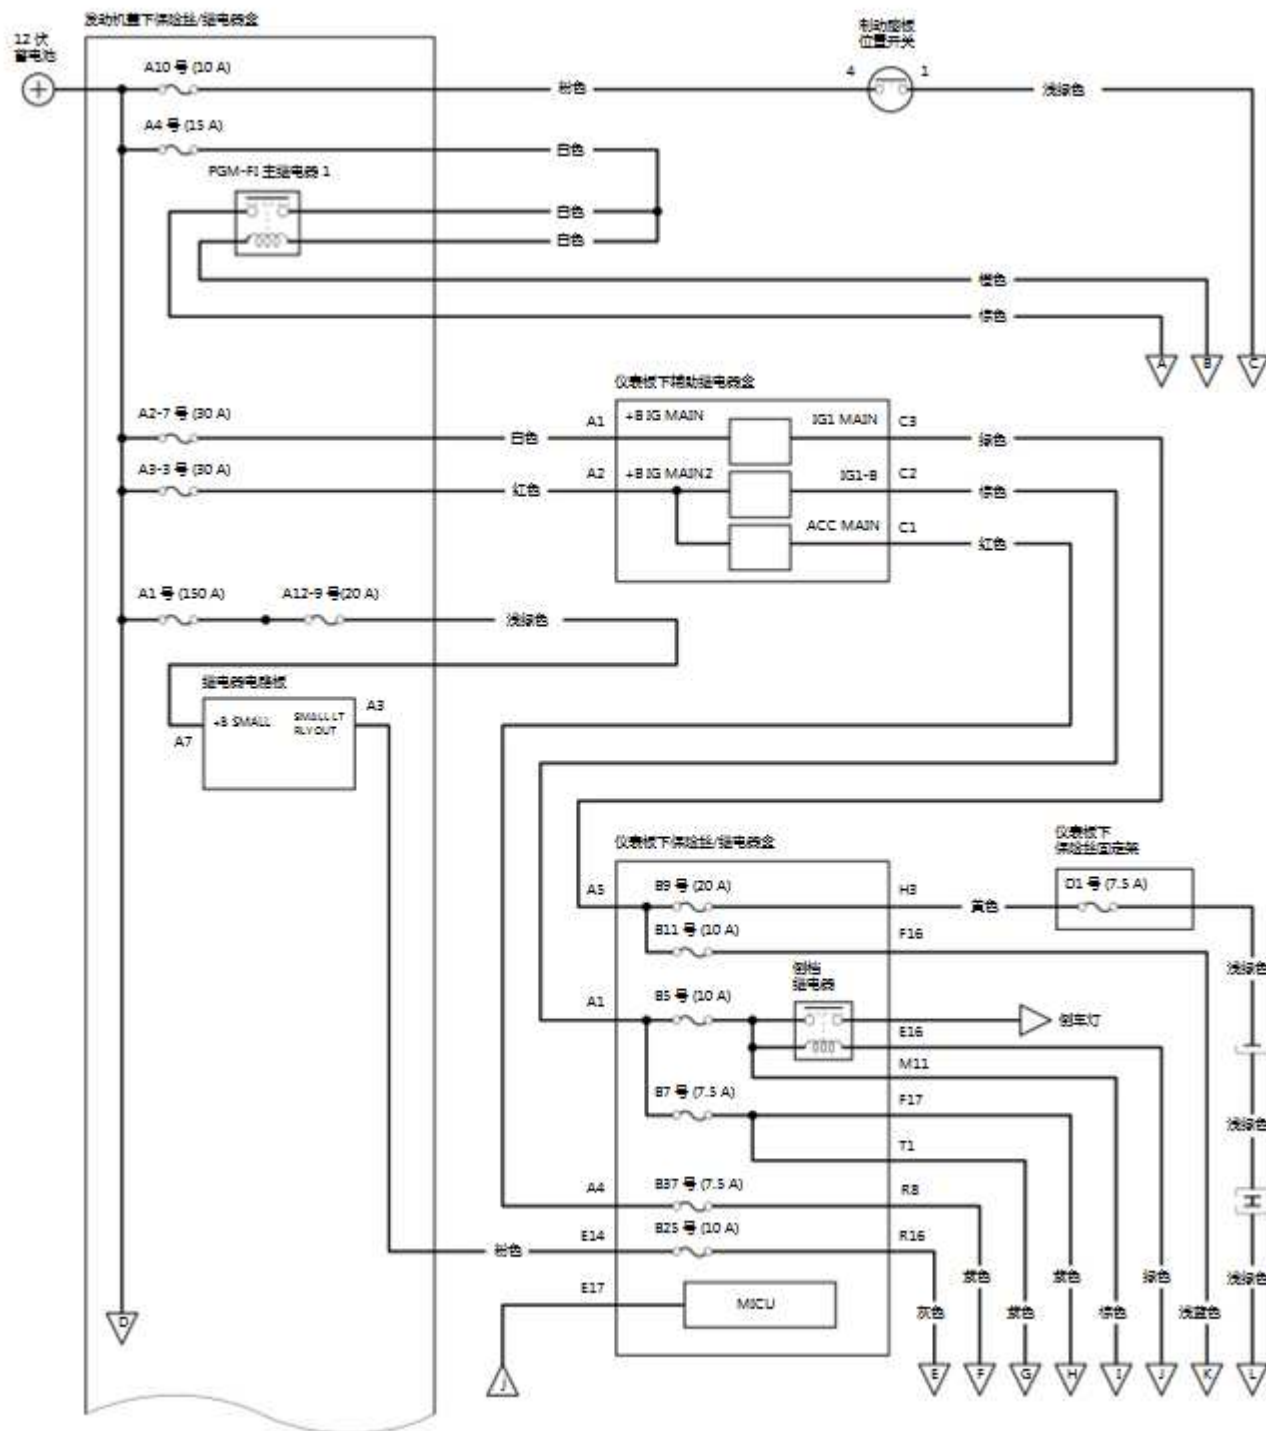 发动机盖下保险丝/继电器盒
12 伏
蓄电池
制动踏板
位置开关
A10 号 (10 A)
粉色
4
1
浅绿色
A4 号 (15 A)
白色
PGM-FI 主继电器 1
白色
白色
橙色
棕色
A
B
C
仪表板下辅助继电器盒
A2-7 号 (30 A)
白色
A1
+B IG MAIN
IG1 MAIN
C3
绿色
A3-3 号 (30 A)
红色
A2
+B IG MAIN2
IG1-B
C2
棕色
ACC MAIN
C1
红色
A1 号 (150 A)
A12-9 号(20 A)
浅绿色
继电器电路板
A3
+B SMALL
SMALL LT
RLY OUT
A7
仪表板下保险丝/继电器盒
仪表板下
保险丝固定架
A5
B9 号 (20 A)
H3
黄色
D1 号 (7.5 A)
B11 号 (10 A)
F16
浅绿色
倒档
继电器
A1
B5 号 (10 A)
倒车灯
E16
M11
B7 号 (7.5 A)
F17
浅绿色
T1
A4
B37 号 (7.5 A)
R8
粉色
E14
B25 号 (10 A)
R16
紫色
紫色
绿色
浅绿色
E17
MICU
灰色
紫色
棕色
浅蓝色
D
J
E
F
G
H
I
J
K
L